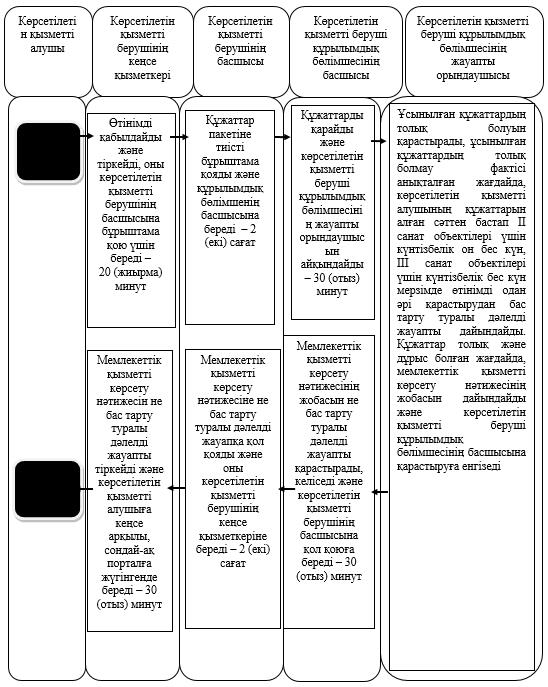 Көрсетілеті
н қызметті
алушы
Көрсетілетін
қызметті
берушінің
кеңсе
қызметкері
Көрсетілетін
қызметті
берушінің
басшысы
Көрсетілетін
қызметті беруші
құрылымдық
бөлімшесінің
басшысы
Көрсетілетін қызметті
беруші құрылымдық
бөлімшесінің
жауапты
орындаушысы
Өтінімді
қабылдайды
және
тіркейді, оны
көрсетілетін
қызметті
берушінің
басшысына
бұрыштама
қою үшін
береді –
20 (жиырма)
минут
Құжаттар
пакетіне
тиісті
бұрыштама
қояды және
құрылымдық
бөлімшенің
басшысына
береді – 2
(екі) сағат
Құжаттарды
қарайды
және
көрсетілетін
қызметті
беруші
құрылымдық
бөлімшесіні
ң жауапты
орындаушыс
ын
айқындайды
– 30 (отыз)
минут
Ұсынылған құжаттардың
толық болуын
қарастырады, ұсынылған
құжаттардың толық
болмау фактісі
анықталған жағдайда,
көрсетілетін қызметті
алушының құжаттарын
алған сәттен бастап II
санат объектілері үшін
күнтізбелік он бес күн,
III санат объектілері
үшін күнтізбелік бес күн
мерзімде өтінімді одан
әрі қарастырудан бас
тарту туралы дәлелді
жауапты дайындайды.
Құжаттар толық және
дұрыс болған жағдайда,
мемлекеттік қызметті
көрсету нәтижесінің
жобасын дайындайды
және көрсетілетін
қызметті беруші
құрылымдық
бөлімшесінің басшысына
қарастыруға енгізеді
Мемлекеттік
қызметті
көрсету
нәтижесін не
бас тарту
туралы
дәлелді
жауапты
тіркейді және
көрсетілетін
қызметті
алушыға
кеңсе
арқылы,
сондай-ақ
порталға
жүгінгенде
береді – 30
(отыз) минут
Мемлекеттік
қызметті
көрсету
нәтижесіне не
бас тарту
туралы дәлелді
жауапқа қол
қояды және
оны
көрсетілетін
қызметті
берушінің
кеңсе
қызметкеріне
береді – 2 (екі)
сағат
Мемлекеттік
қызметті
көрсету
нәтижесінің
жобасын не
бас тарту
туралы
дәлелді
жауапты
қарастырады,
келіседі және
көрсетілетін
қызметті
берушінің
басшысына
қол қоюға
береді – 30
(отыз) минут